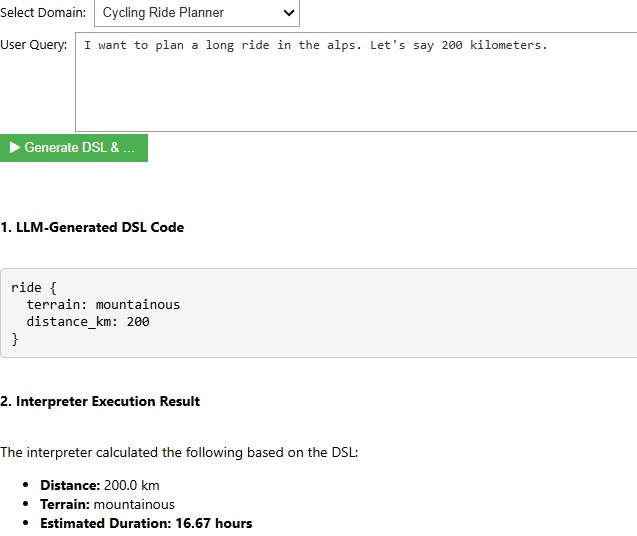 Select Domain: Cycling Ride Planner
User Query: I want to plan a long ride in the alps. Let's say 200 kilometers.
▶ Generate DSL & ...
1. LLM-Generated DSL Code
ride {
  terrain: mountainous
  distance_km: 200
}
2. Interpreter Execution Result
The interpreter calculated the following based on the DSL:
• Distance: 200.0 km
• Terrain: mountainous
• Estimated Duration: 16.67 hours